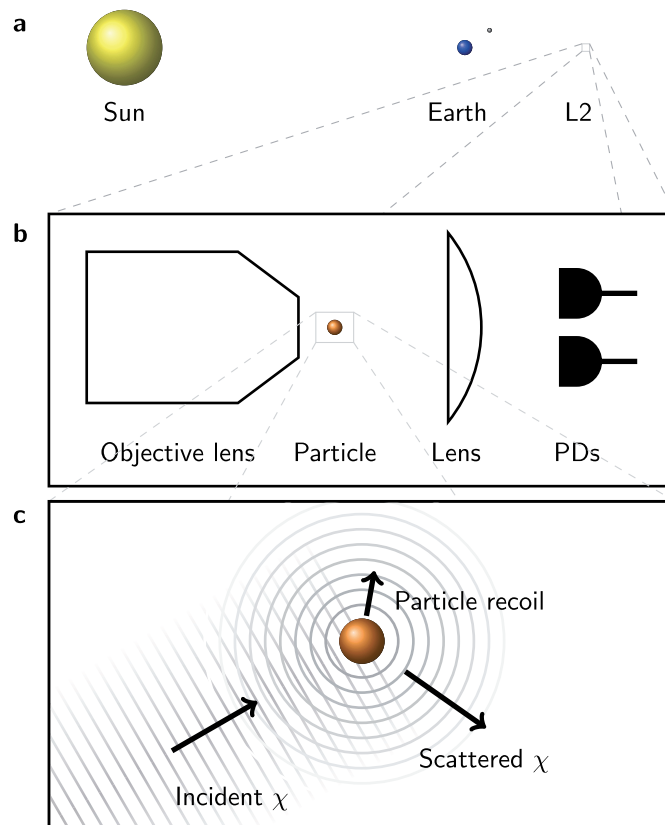 a
Sun Earth L2
b
Objective lens Particle Lens PDs
c
Particle recoil
Scattered χ
Incident χ